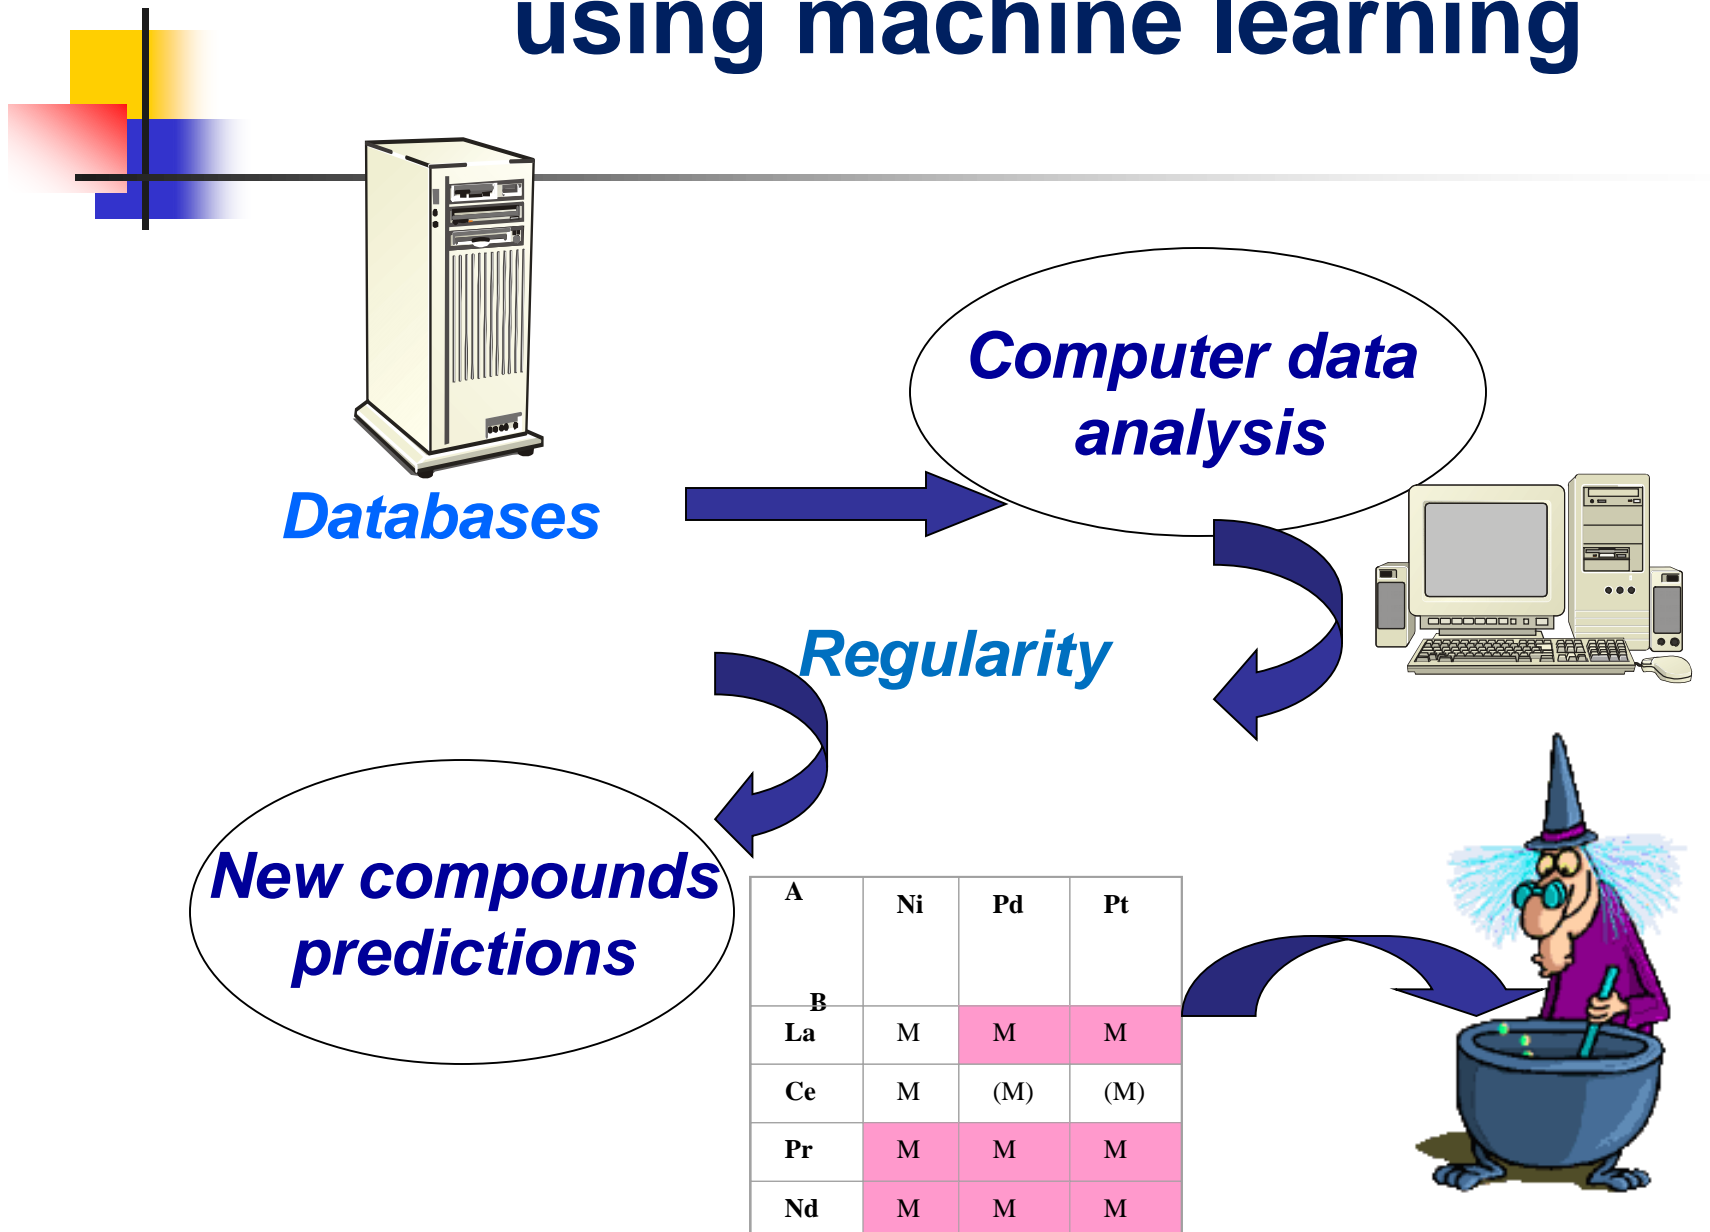 using machine learning
Computer data
analysis
Databases
Regularity
New compounds
predictions
A Ni Pd Pt
B
La M M M
Ce M (M) (M)
Pr M M M
Nd M M M